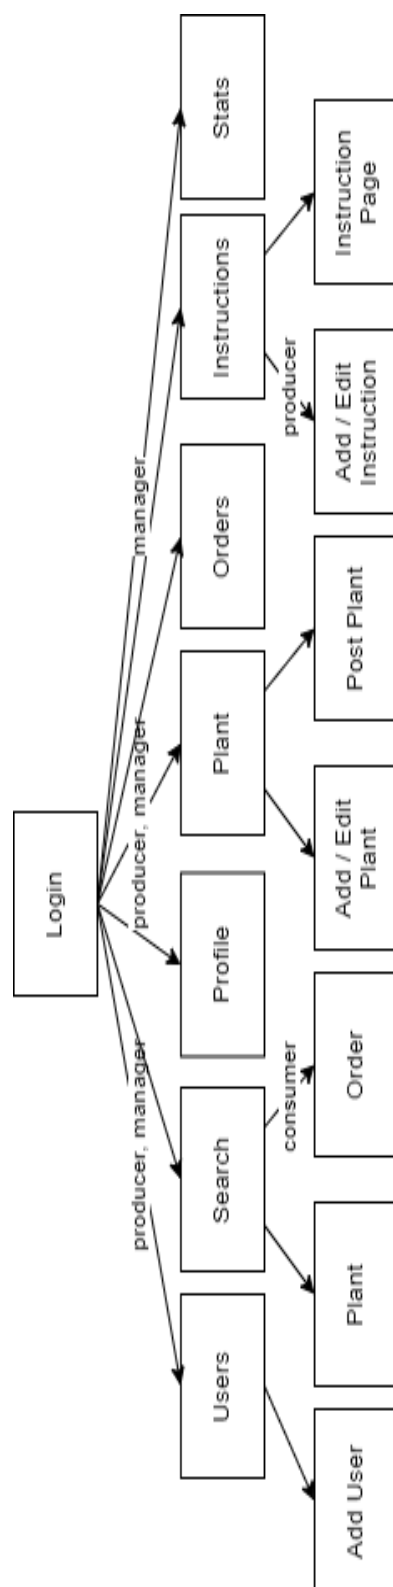 Login
producer, manager
producer, manager
manager
Users
Search
Profile
Plant
Orders
Instructions
Stats
consumer
producer
Add User
Plant
Order
Add / Edit
Plant
Post Plant
Add / Edit
Instruction
Instruction
Page